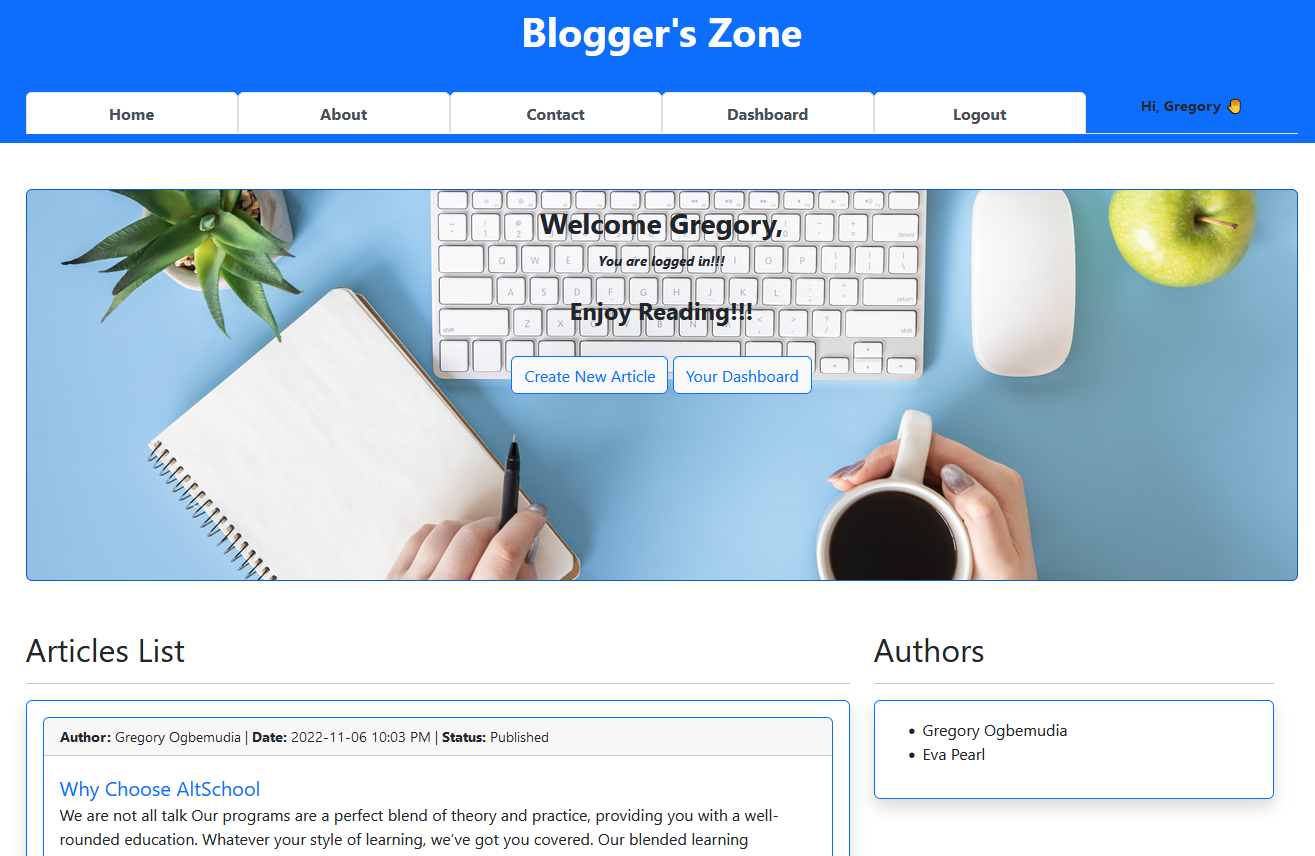 Blogger's Zone
Home
About
Contact
Dashboard
Logout
Hi, Gregory 🤚
Welcome Gregory,
You are logged in!!!
Enjoy Reading!!!
Create New Article
Your Dashboard
Articles List
Authors
Author: Gregory Ogbemudia | Date: 2022-11-06 10:03 PM | Status: Published
Why Choose AltSchool
We are not all talk Our programs are a perfect blend of theory and practice, providing you with a well-
rounded education. Whatever your style of learning, we’ve got you covered. Our blended learning
• Gregory Ogbemudia
• Eva Pearl